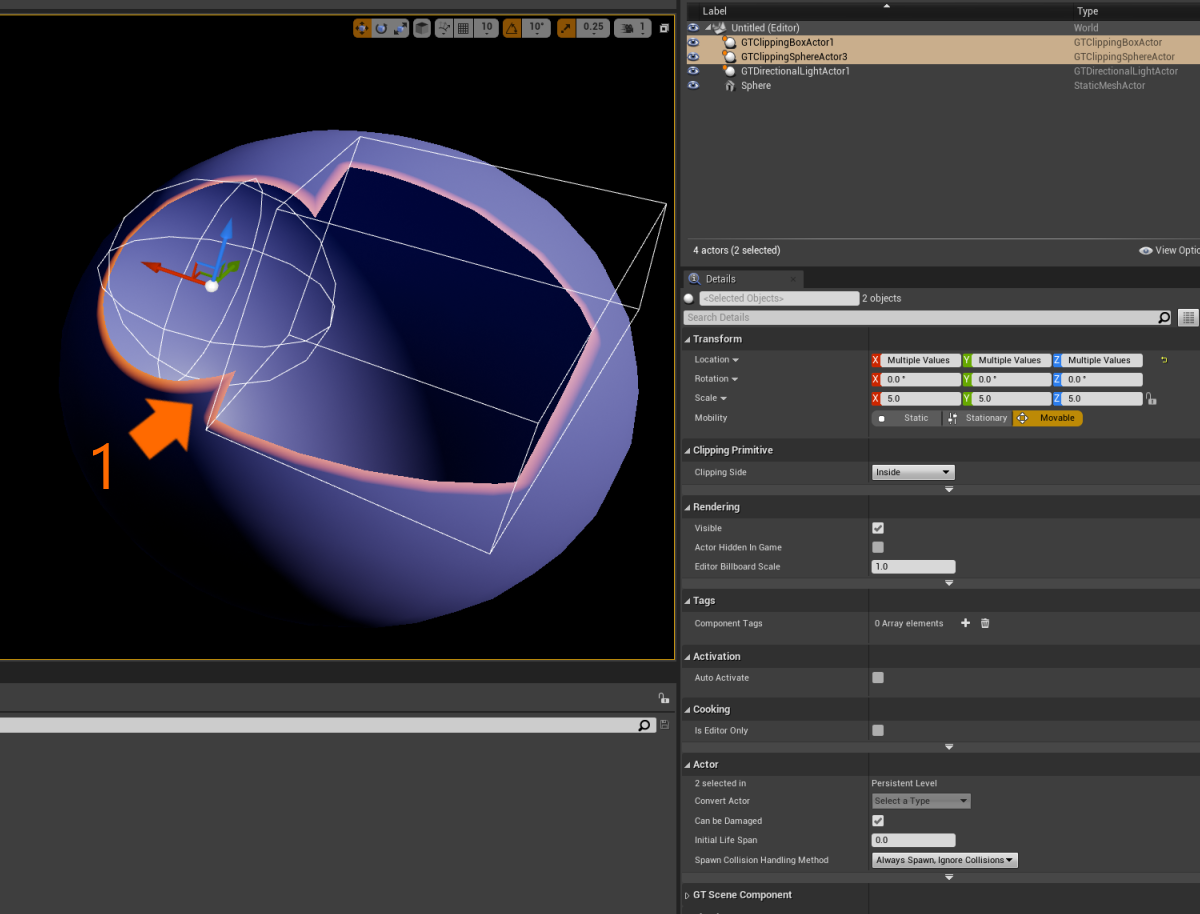 10
10°
0.25
1
1
Label Type
Untitled (Editor) World
GTClippingBoxActor1 GTClippingBoxActor
GTClippingSphereActor3 GTClippingSphereActor
GTDirectionalLightActor1 GTDirectionalLightActor
Sphere StaticMeshActor
4 actors (2 selected) View Optio
Details
<Selected Objects> 2 objects
Search Details
Transform
Location X Multiple Values Y Multiple Values Z Multiple Values
Rotation X 0.0 ° Y 0.0 ° Z 0.0 °
Scale X 5.0 Y 5.0 Z 5.0
Mobility Static Stationary Movable
Clipping Primitive
Clipping Side Inside
Rendering
Visible
Actor Hidden In Game
Editor Billboard Scale 1.0
Tags
Component Tags 0 Array elements
Activation
Auto Activate
Cooking
Is Editor Only
Actor
2 selected in Persistent Level
Convert Actor Select a Type
Can be Damaged
Initial Life Span 0.0
Spawn Collision Handling Method Always Spawn, Ignore Collisions
GT Scene Component